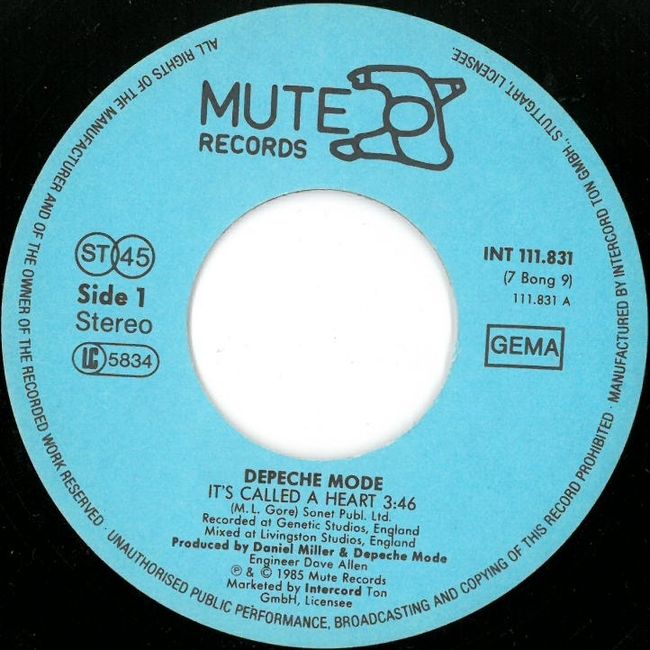 MUTE
RECORDS
ST 45
Side 1
Stereo
LC 5834
INT 111.831
(7 Bong 9)
111.831 A
GEMA
DEPECHE MODE
IT'S CALLED A HEART 3:46
(M. L. Gore) Sonet Publ. Ltd.
Recorded at Genetic Studios, England
Mixed at Livingston Studios, England
Produced by Daniel Miller & Depeche Mode
Engineer Dave Allen
℗ & © 1985 Mute Records
Marketed by Intercord Ton
GmbH, Licensee
ALL RIGHTS OF THE MANUFACTURER AND OF THE OWNER OF THE RECORDED WORK RESERVED · UNAUTHORISED PUBLIC PERFORMANCE, BROADCASTING AND COPYING OF THIS RECORD PROHIBITED · MANUFACTURED BY INTERCORD TON GMBH., STUTTGART, LICENSEE.